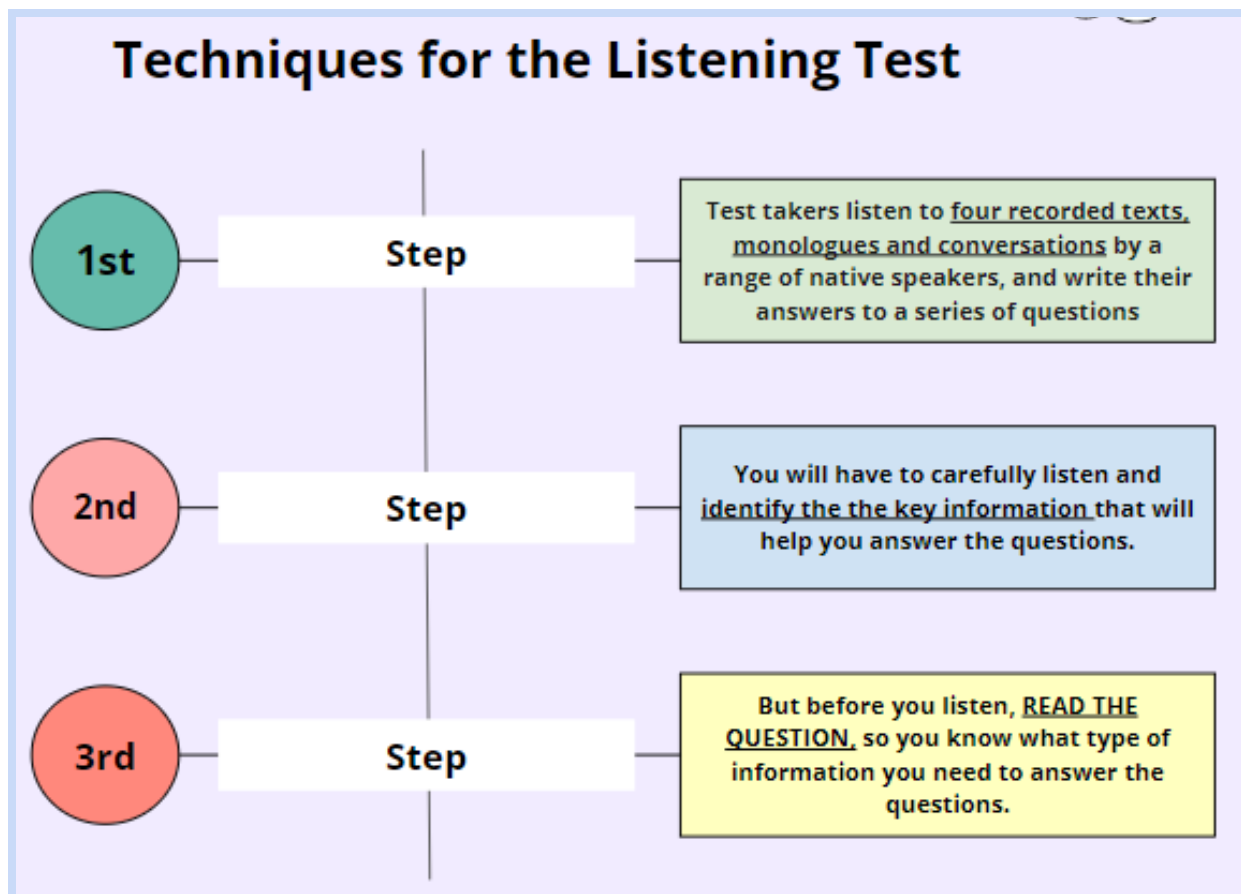 Techniques for the Listening Test
1st
Step
Test takers listen to four recorded texts,
monologues and conversations by a
range of native speakers, and write their
answers to a series of questions
2nd
Step
You will have to carefully listen and
identify the the key information that will
help you answer the questions.
3rd
Step
But before you listen, READ THE
QUESTION, so you know what type of
information you need to answer the
questions.